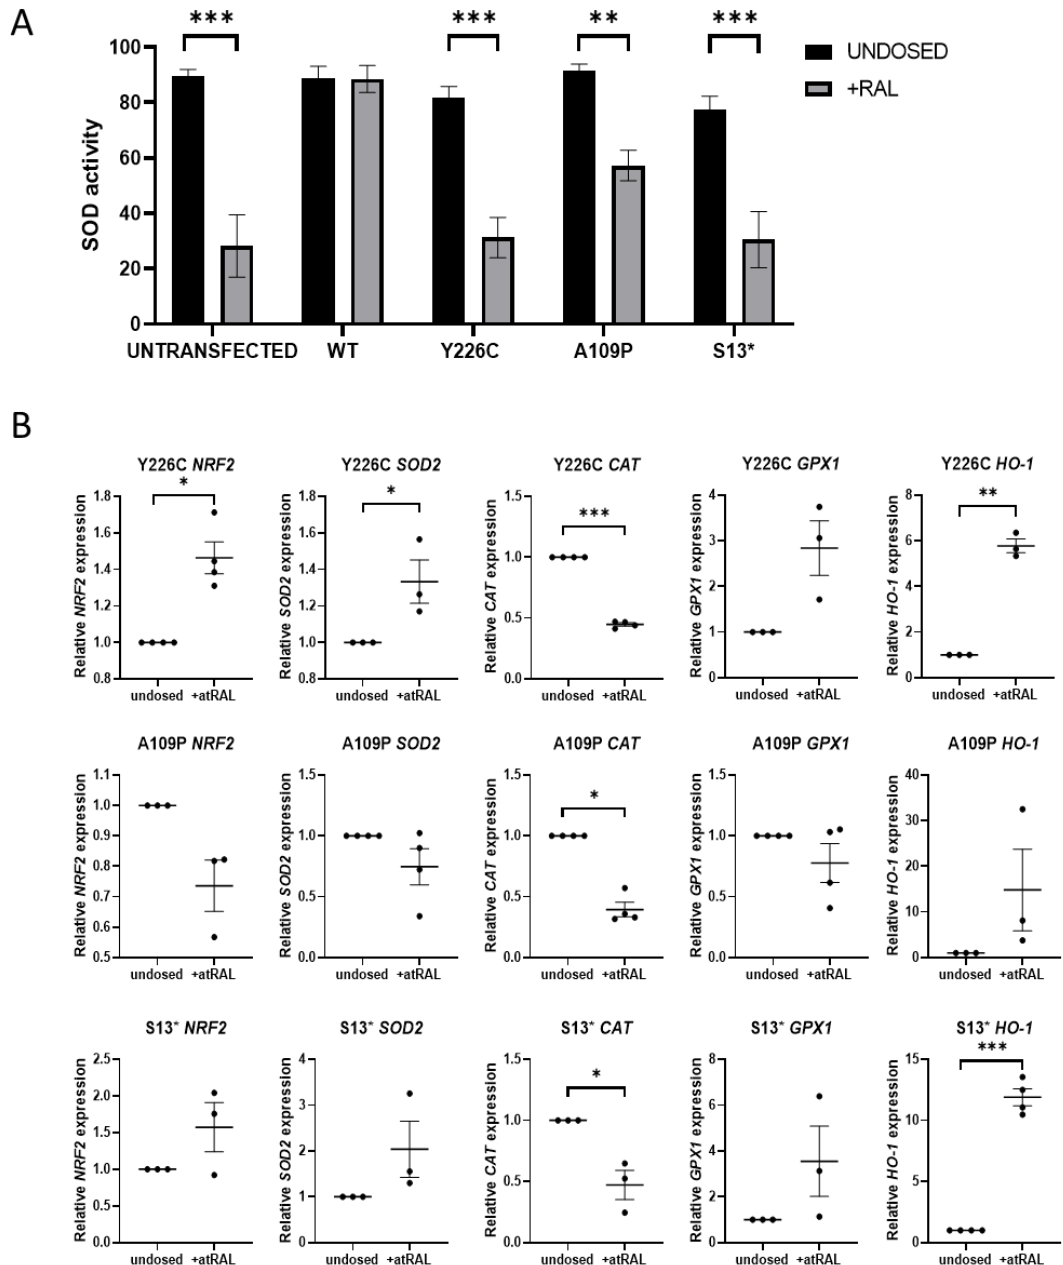 A
*** *** ** ***
100
80
60
40
20
0
SOD activity
UNDOSED
+RAL
UNTRANSFECTED WT Y226C A109P S13*
B
Y226C NRF2
*
1.8
1.6
1.4
1.2
1.0
0.8
Relative NRF2 expression
undosed +atRAL
Y226C SOD2
*
1.8
1.6
1.4
1.2
1.0
0.8
Relative SOD2 expression
undosed +atRAL
Y226C CAT
***
1.5
1.0
0.5
0.0
Relative CAT expression
undosed +atRAL
Y226C GPX1
4
3
2
1
0
Relative GPX1 expression
undosed +atRAL
Y226C HO-1
**
8
6
4
2
0
Relative HO-1 expression
undosed +atRAL
A109P NRF2
1.1
1.0
0.9
0.8
0.7
0.6
0.5
Relative NRF2 expression
undosed +atRAL
A109P SOD2
1.5
1.0
0.5
0.0
Relative SOD2 expression
undosed +atRAL
A109P CAT
*
1.5
1.0
0.5
0.0
Relative CAT expression
undosed +atRAL
A109P GPX1
1.5
1.0
0.5
0.0
Relative GPX1 expression
undosed +atRAL
A109P HO-1
40
30
20
10
0
Relative HO-1 expression
undosed +atRAL
S13* NRF2
2.5
2.0
1.5
1.0
0.5
0.0
Relative NRF2 expression
undosed +atRAL
S13* SOD2
4
3
2
1
0
Relative SOD2 expression
undosed +atRAL
S13* CAT
*
1.5
1.0
0.5
0.0
Relative CAT expression
undosed +atRAL
S13* GPX1
8
6
4
2
0
Relative GPX1 expression
undosed +atRAL
S13* HO-1
***
15
10
5
0
Relative HO-1 expression
undosed +atRAL